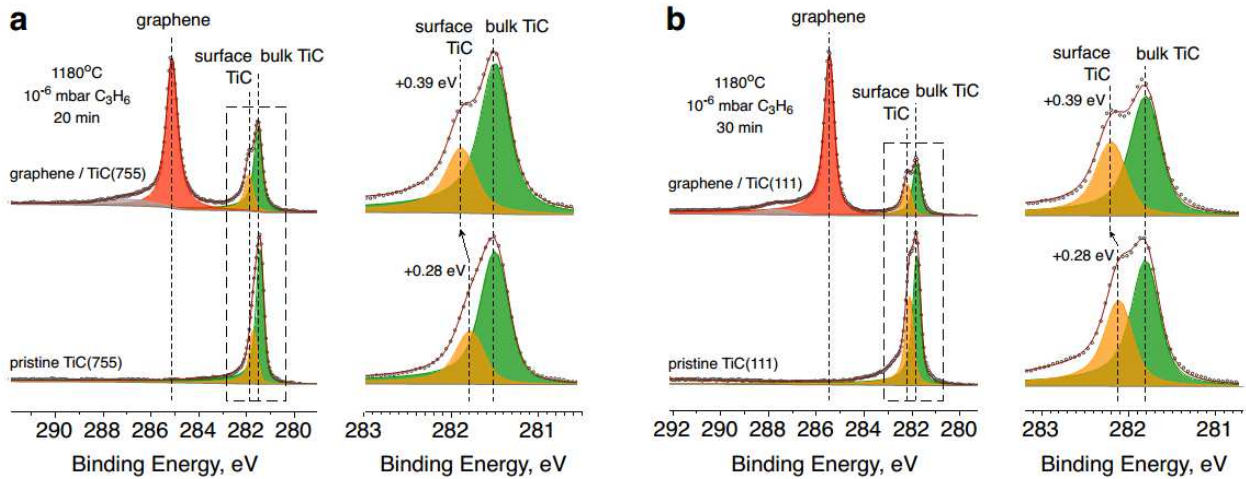 a
graphene
surface TiC
bulk TiC
1180°C
10⁻⁶ mbar C₃H₆
20 min
graphene / TiC(755)
pristine TiC(755)
290 288 286 284 282 280
Binding Energy, eV
surface TiC
bulk TiC
+0.39 eV
+0.28 eV
283 282 281
Binding Energy, eV
b
graphene
1180°C
10⁻⁶ mbar C₃H₆
30 min
surface TiC
bulk TiC
graphene / TiC(111)
pristine TiC(111)
292 290 288 286 284 282 280
Binding Energy, eV
surface TiC
bulk TiC
+0.39 eV
+0.28 eV
283 282 281
Binding Energy, eV